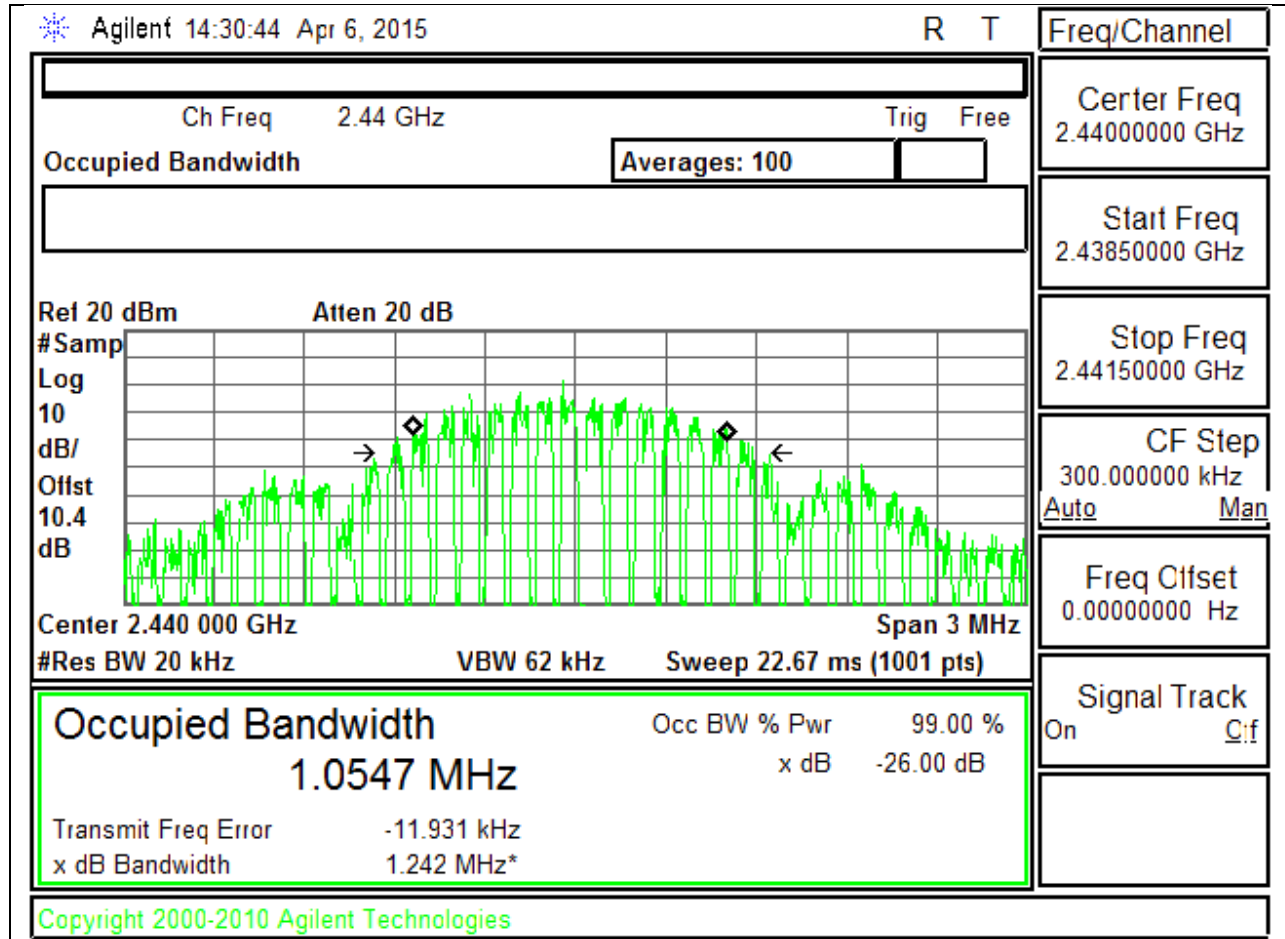 Agilent 14:30:44 Apr 6, 2015 R T
Ch Freq 2.44 GHz Trig Free
Occupied Bandwidth Averages: 100
Ref 20 dBm Atten 20 dB
#Samp
Log
10
dB/
Offst
10.4
dB
Center 2.440 000 GHz Span 3 MHz
#Res BW 20 kHz VBW 62 kHz Sweep 22.67 ms (1001 pts)
Occupied Bandwidth Occ BW % Pwr 99.00 %
1.0547 MHz x dB -26.00 dB
Transmit Freq Error -11.931 kHz
x dB Bandwidth 1.242 MHz*
Copyright 2000-2010 Agilent Technologies
Freq/Channel
Center Freq
2.44000000 GHz
Start Freq
2.43850000 GHz
Stop Freq
2.44150000 GHz
CF Step
300.000000 kHz
Auto Man
Freq Offset
0.00000000 Hz
Signal Track
On Off